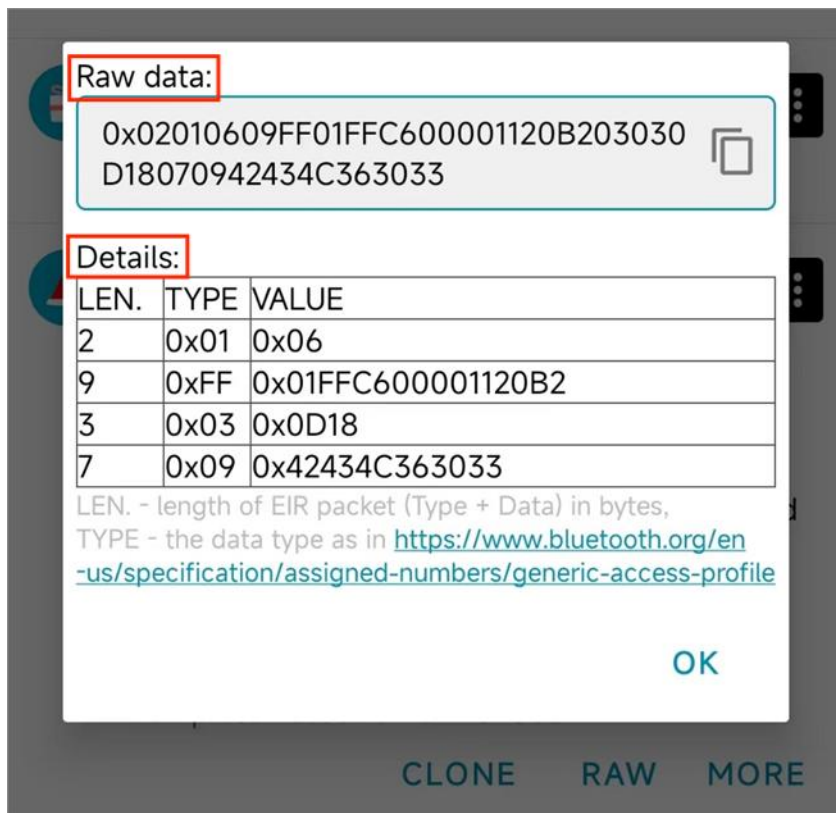 Raw data:
0x02010609FF01FFC600001120B203030
D18070942434C363033
Details:
LEN. TYPE VALUE
2 0x01 0x06
9 0xFF 0x01FFC600001120B2
3 0x03 0x0D18
7 0x09 0x42434C363033
LEN. - length of EIR packet (Type + Data) in bytes,
TYPE - the data type as in https://www.bluetooth.org/en
-us/specification/assigned-numbers/generic-access-profile
OK
CLONE RAW MORE